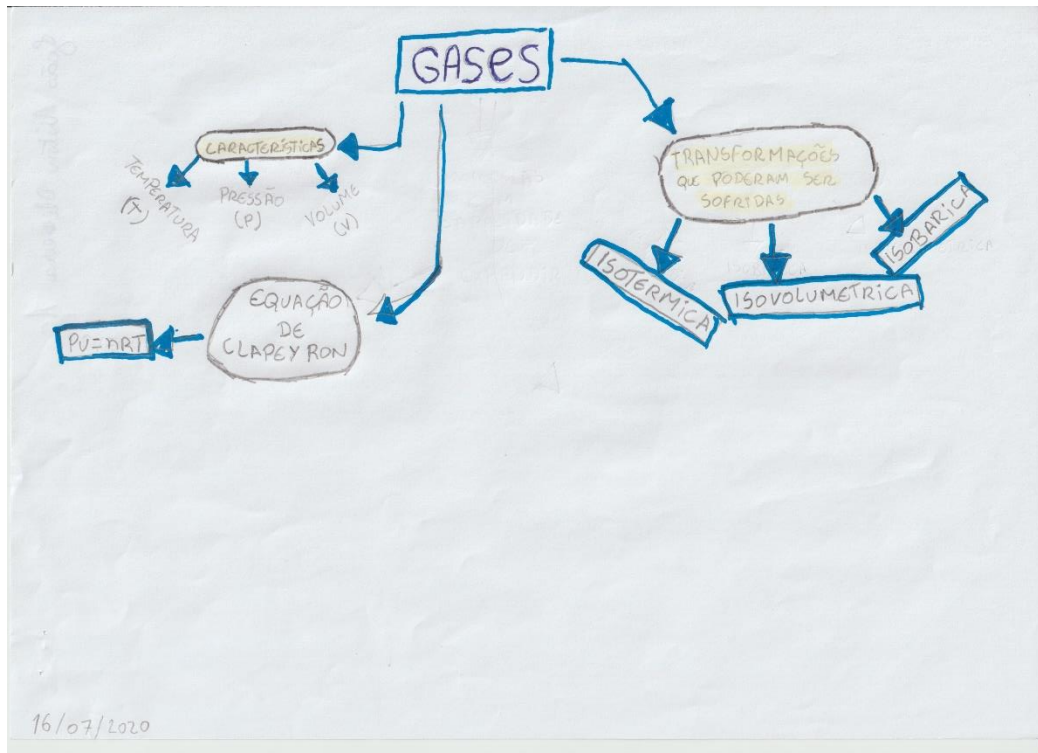 GASES
CARACTERÍSTICAS
TEMPERATURA
(T)
PRESSÃO
(P)
VOLUME
(V)
TRANSFORMAÇÕES
QUE PODERAM SER
SOFRIDAS
ISOTERMICA
ISOVOLUMETRICA
ISOBARICA
EQUAÇÃO
DE
CLAPEYRON
PV=nRT
16/07/2020